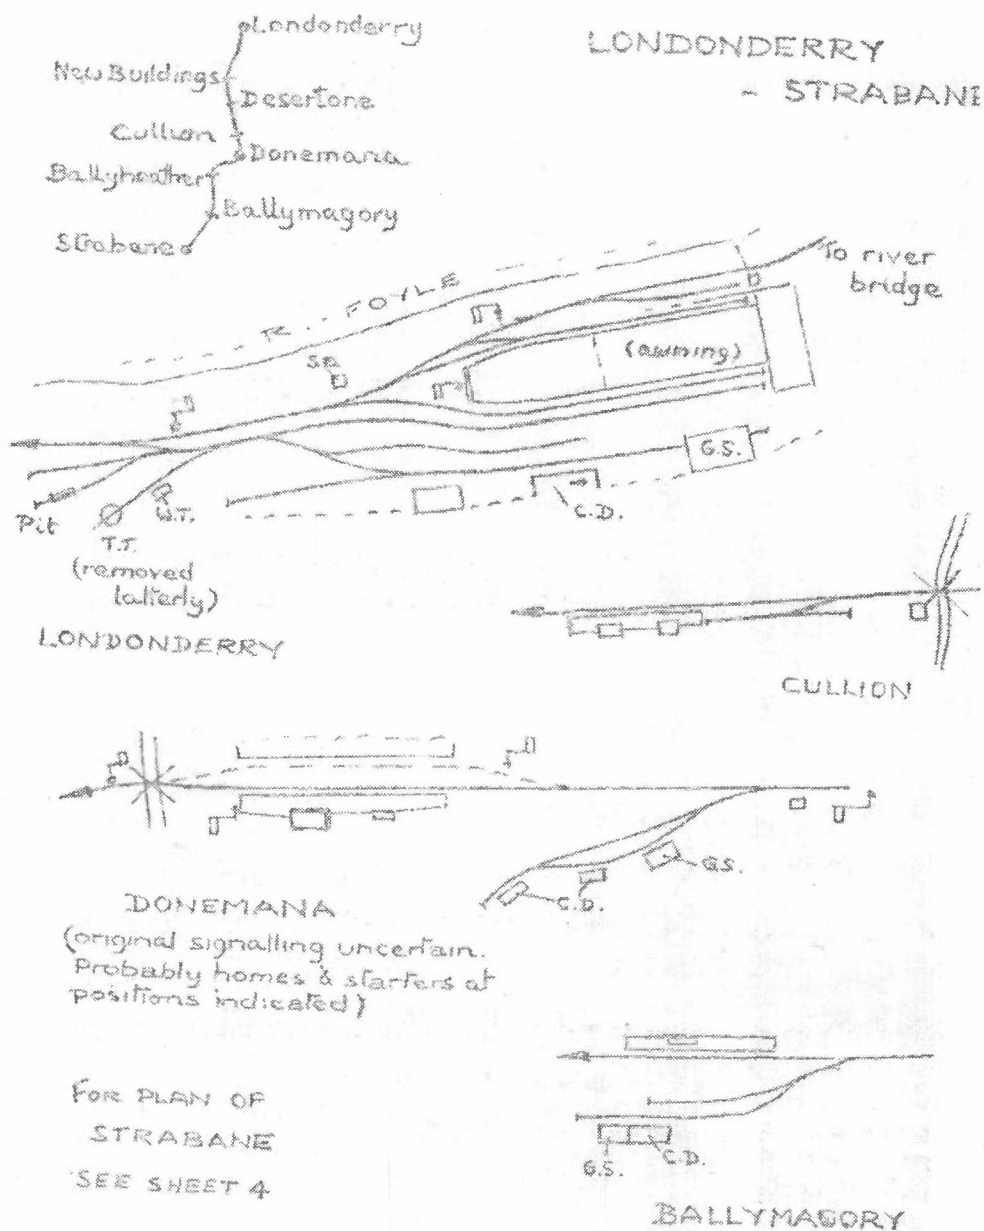 LONDONDERRY
- STRABANE
Londonderry
New Buildings
Desertone
Cullion
Donemana
Ballyheather
Ballymagory
Strabane
To river
bridge
R. FOYLE
(awning)
G.S.
C.D.
W.T.
Pit
T.T.
(removed
latterly)
LONDONDERRY
CULLION
G.S.
C.D.
DONEMANA
(original signalling uncertain.
Probably homes & starters at
positions indicated)
FOR PLAN OF
STRABANE
SEE SHEET 4
G.S.
C.D.
BALLYMAGORY